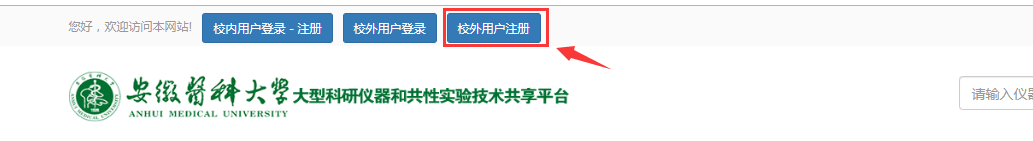 您好，欢迎访问本网站! 校内用户登录 - 注册 校外用户登录 校外用户注册
安徽医科大学 大型科研仪器和共性实验技术共享平台
ANHUI MEDICAL UNIVERSITY
请输入仪